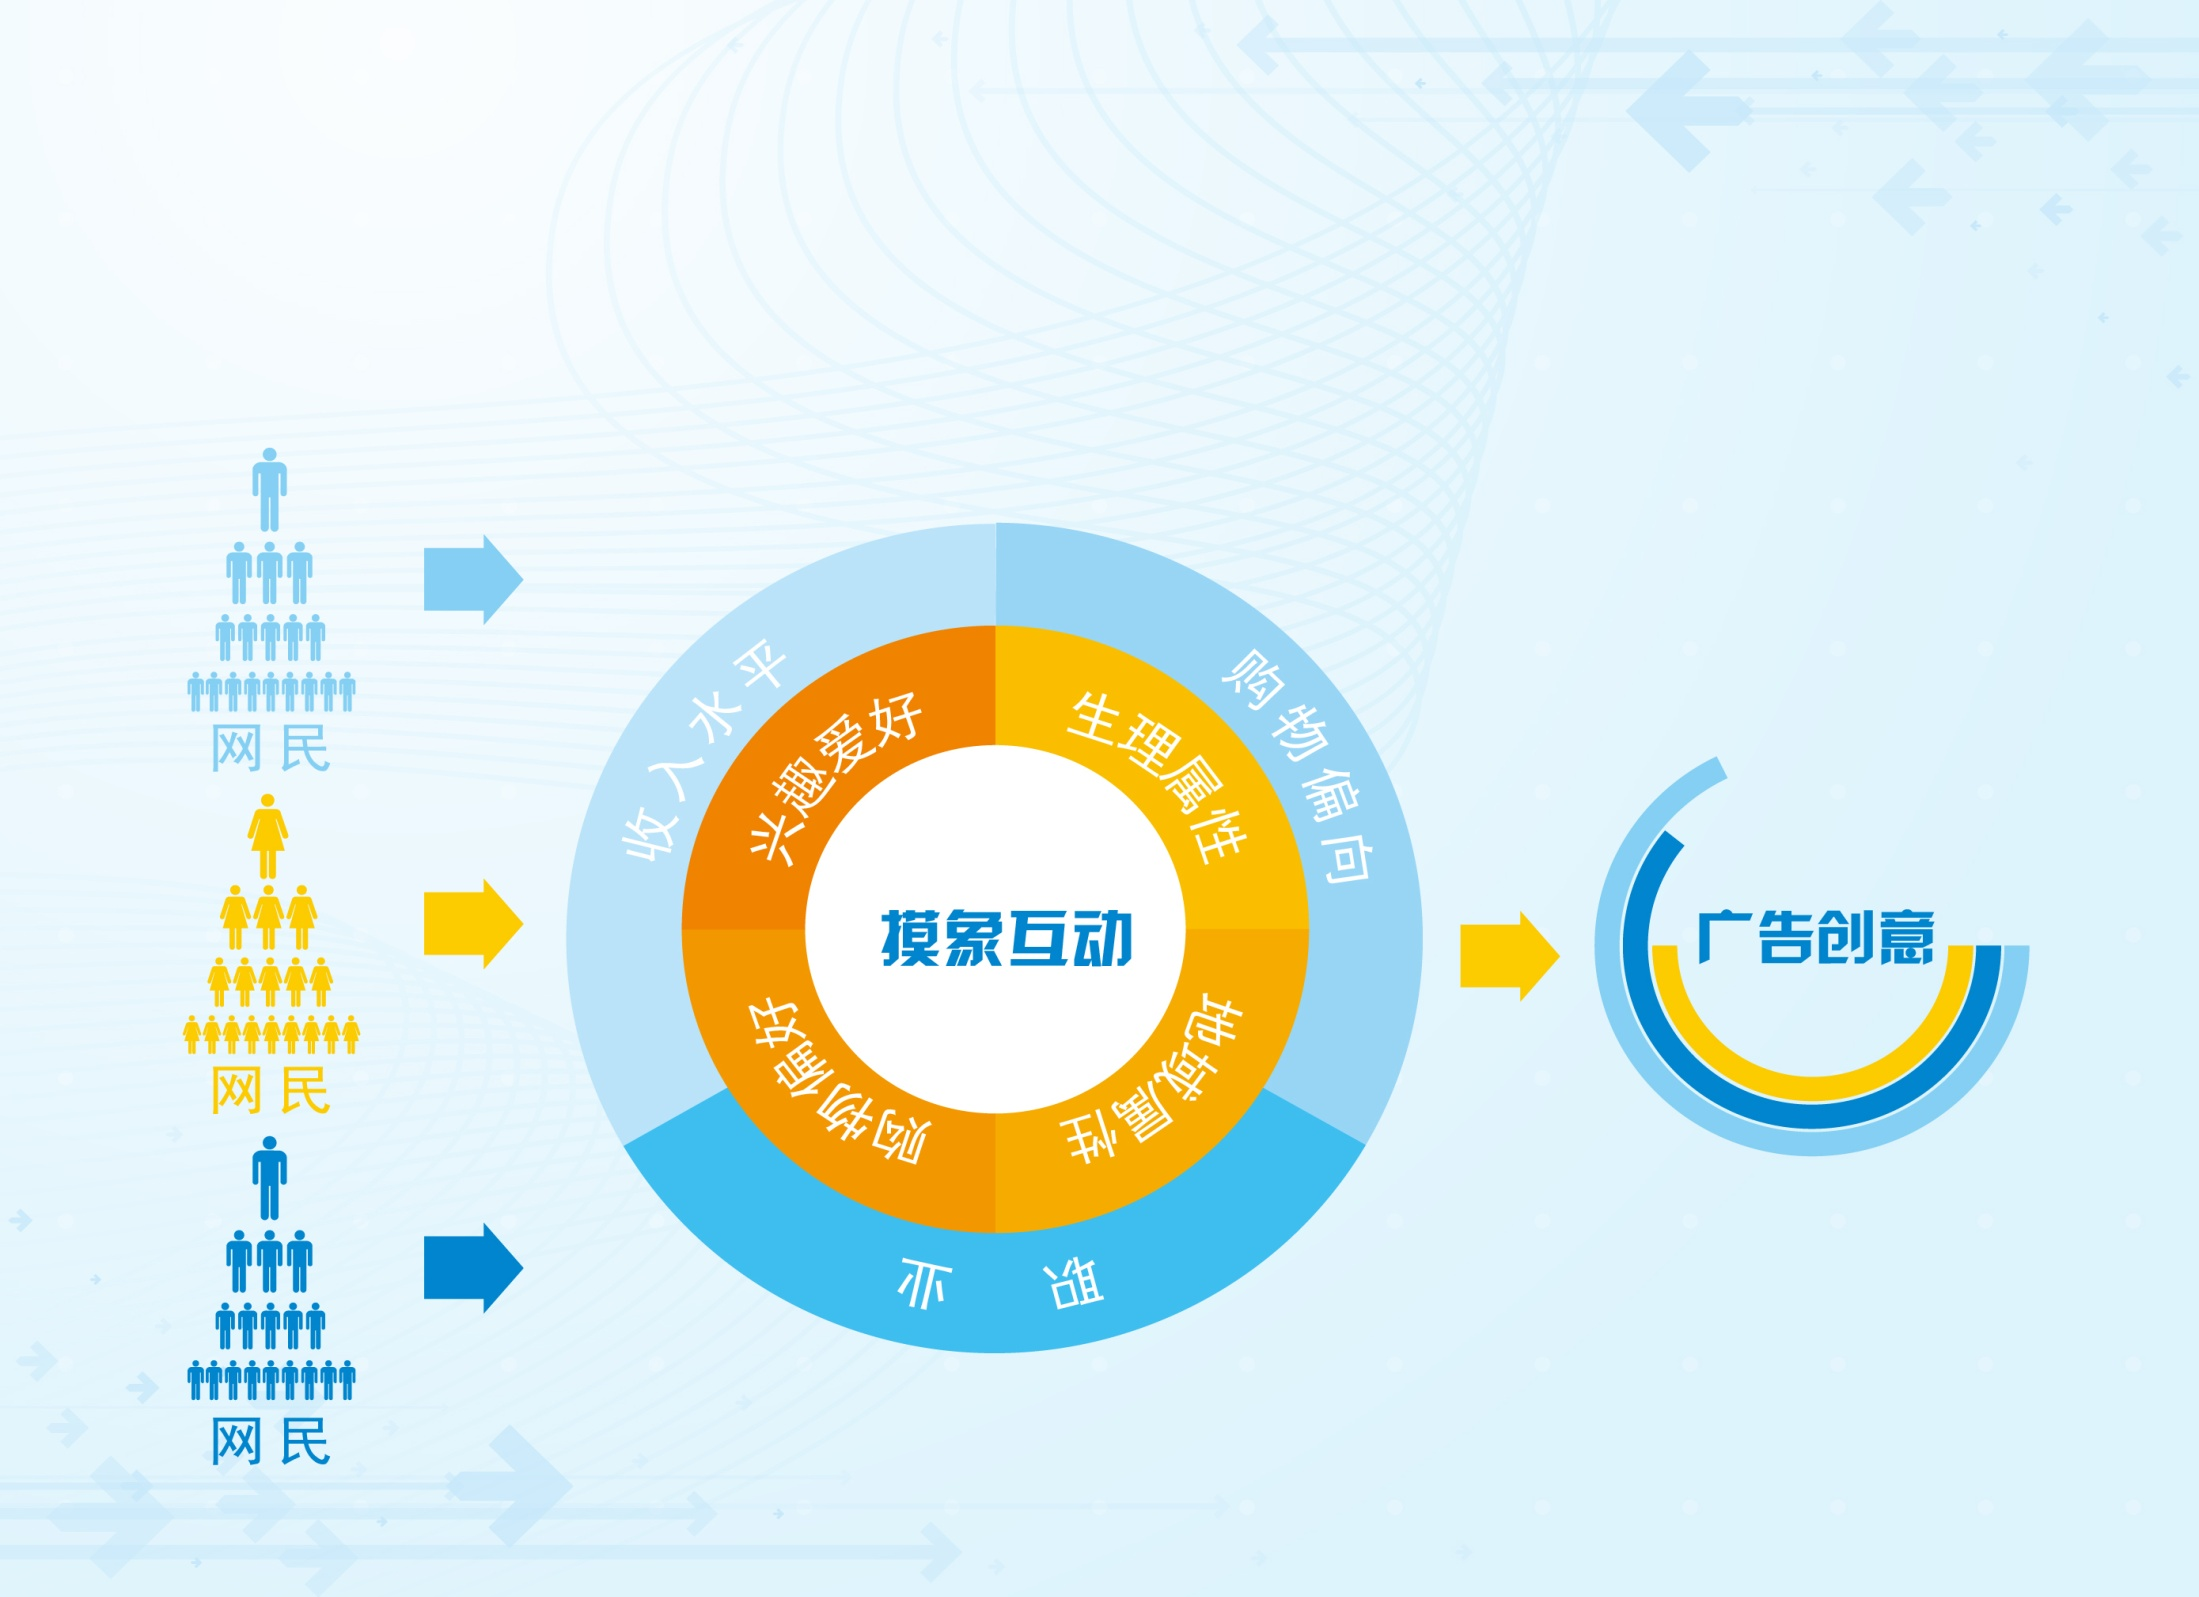 网民
网民
网民
收入水平
购物偏向
职业
兴趣爱好
生理属性
地域属性
购物偏好
摸象互动
广告创意